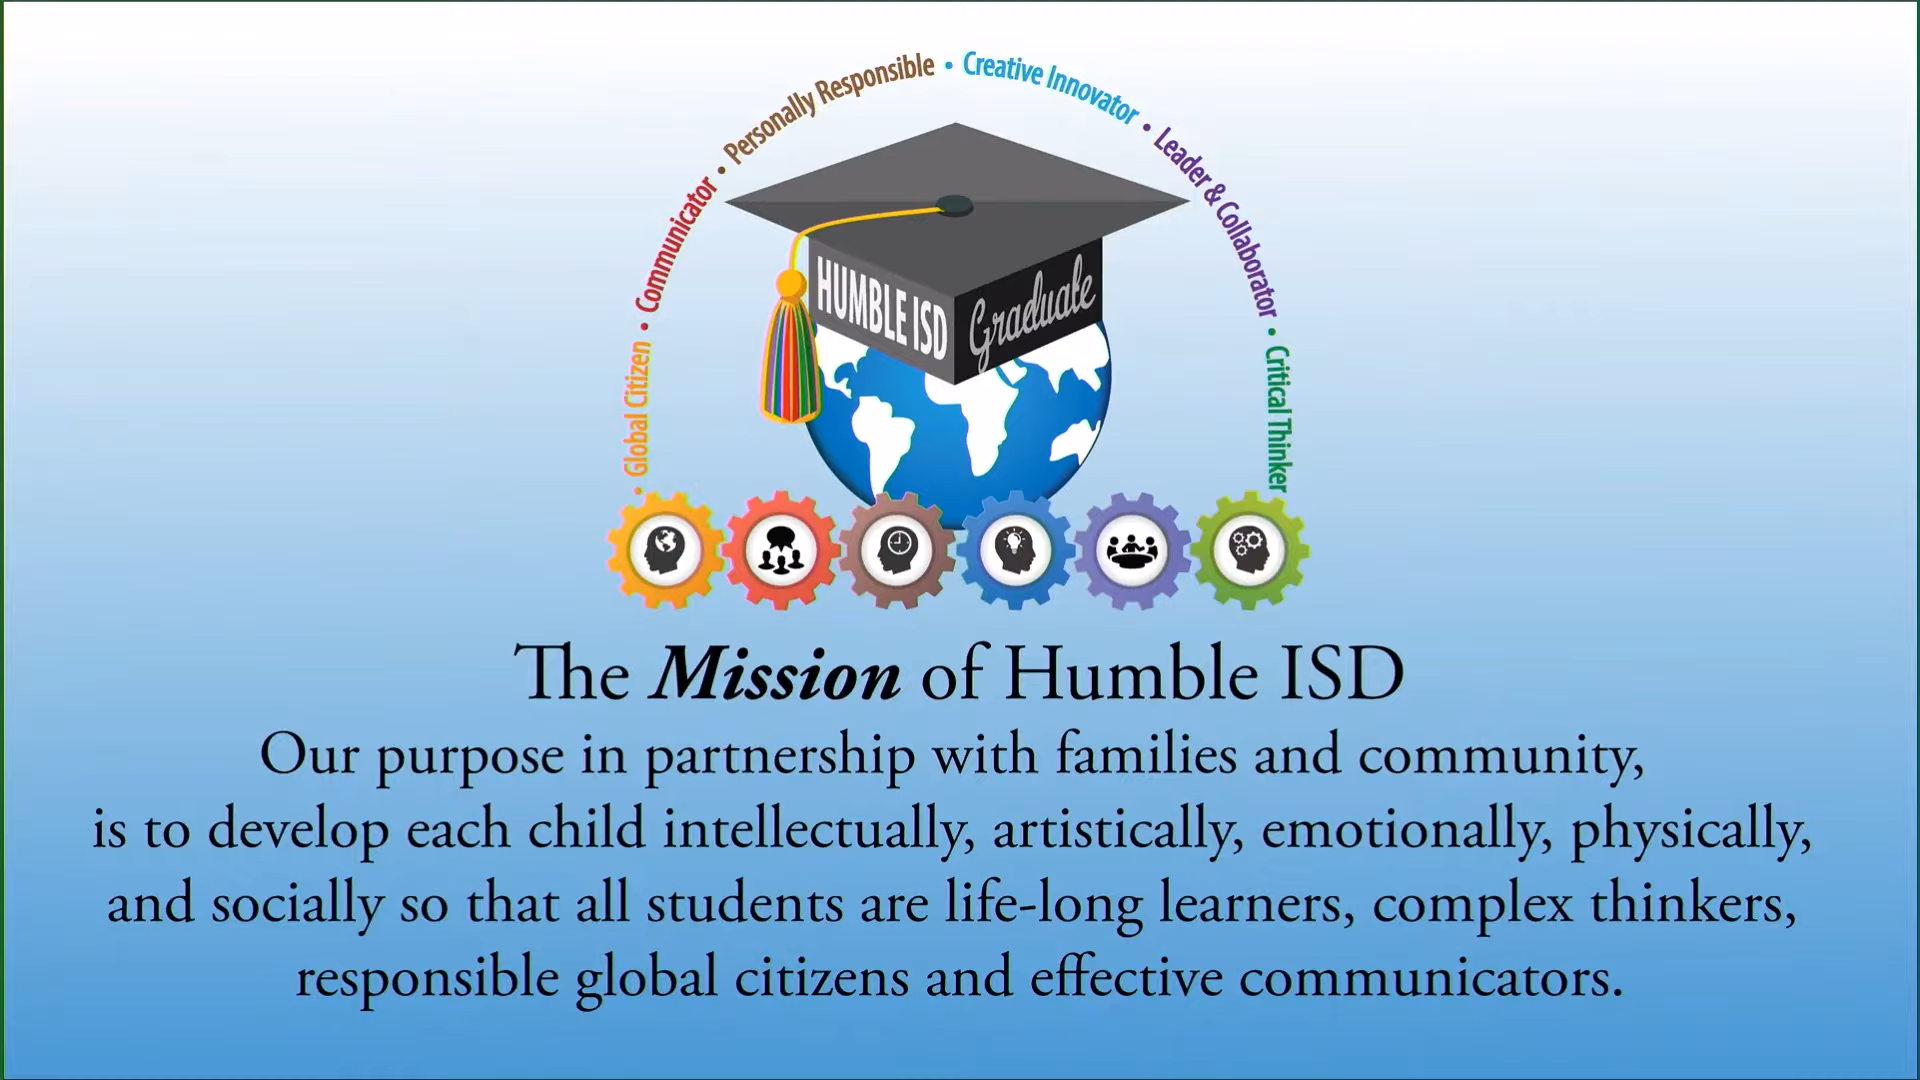 • Global Citizen • Communicator • Personally Responsible • Creative Innovator • Leader & Collaborator • Critical Thinker
HUMBLE ISD Graduate
The Mission of Humble ISD
Our purpose in partnership with families and community,
is to develop each child intellectually, artistically, emotionally, physically,
and socially so that all students are life-long learners, complex thinkers,
responsible global citizens and effective communicators.